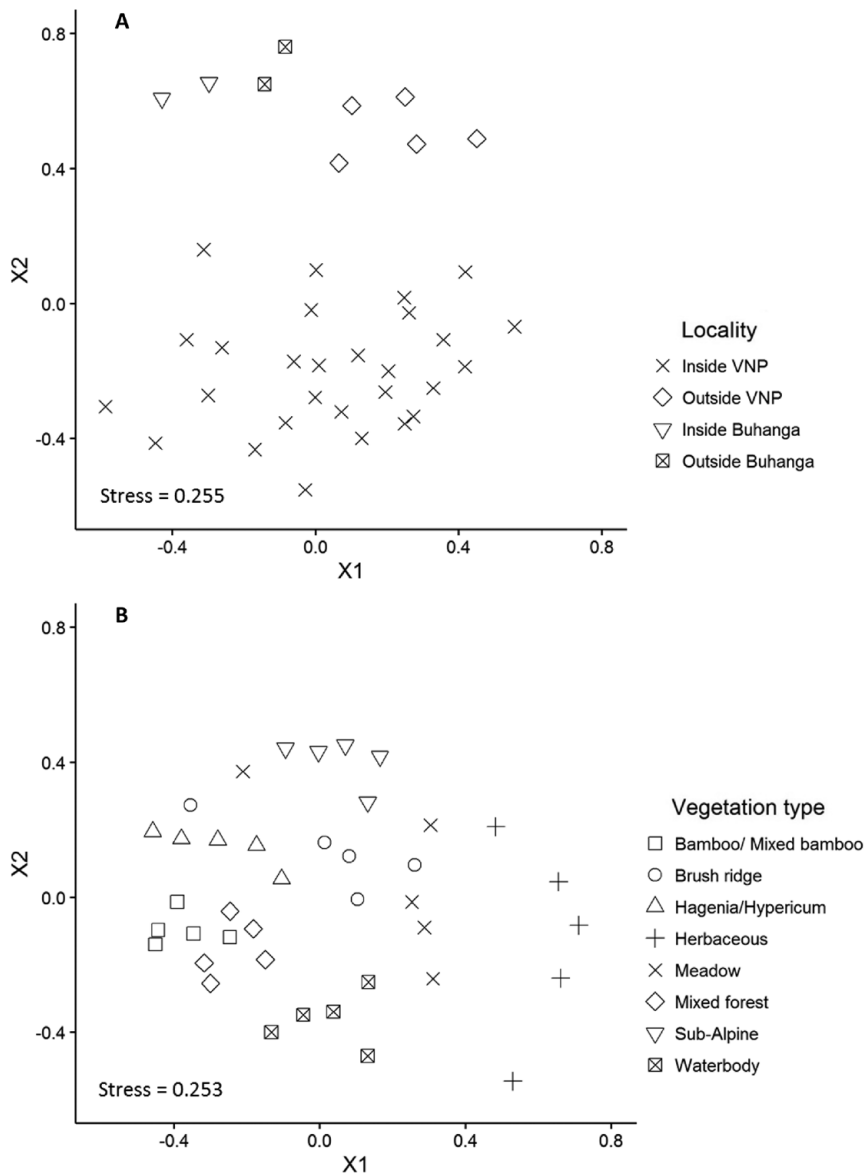 A
0.8
0.4
0.0
-0.4
X2
Stress = 0.255
-0.4 0.0 0.4 0.8
X1
Locality
Inside VNP
Outside VNP
Inside Buhanga
Outside Buhanga
B
0.8
0.4
0.0
-0.4
X2
Stress = 0.253
-0.4 0.0 0.4 0.8
X1
Vegetation type
Bamboo/ Mixed bamboo
Brush ridge
Hagenia/Hypericum
Herbaceous
Meadow
Mixed forest
Sub-Alpine
Waterbody